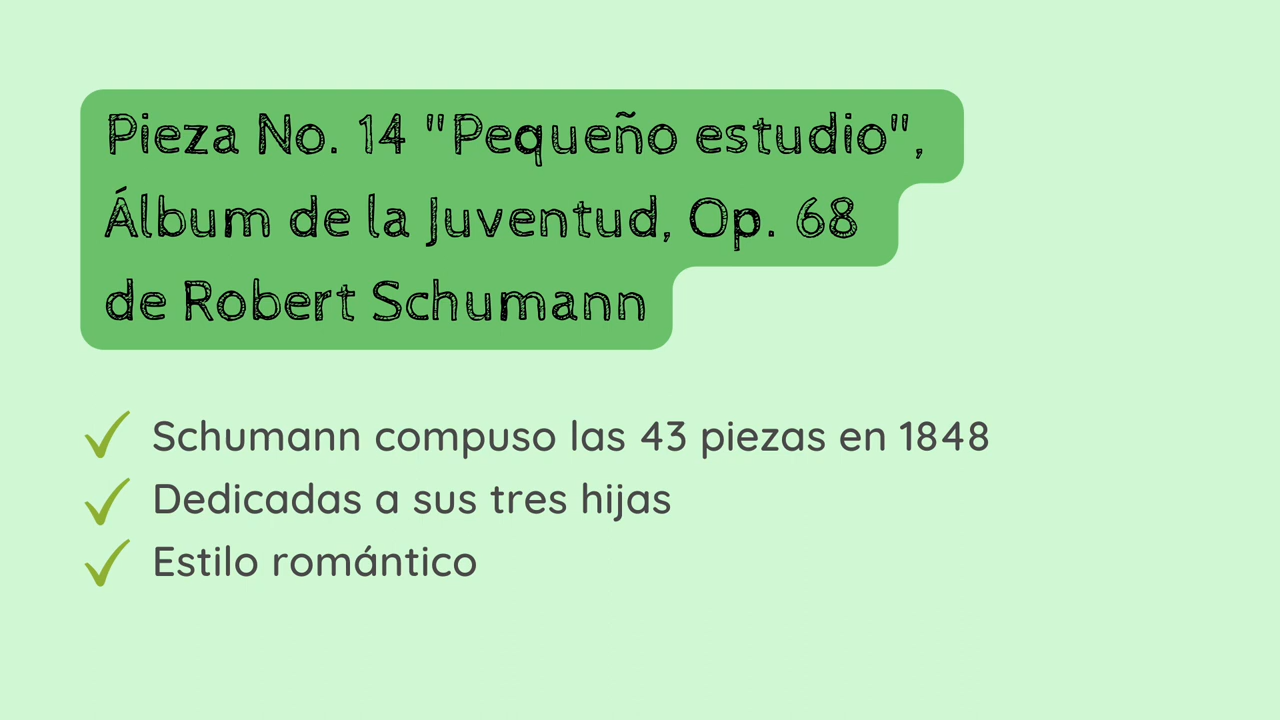 Pieza No. 14 "Pequeño estudio",
Álbum de la Juventud, Op. 68
de Robert Schumann
Schumann compuso las 43 piezas en 1848
Dedicadas a sus tres hijas
Estilo romántico